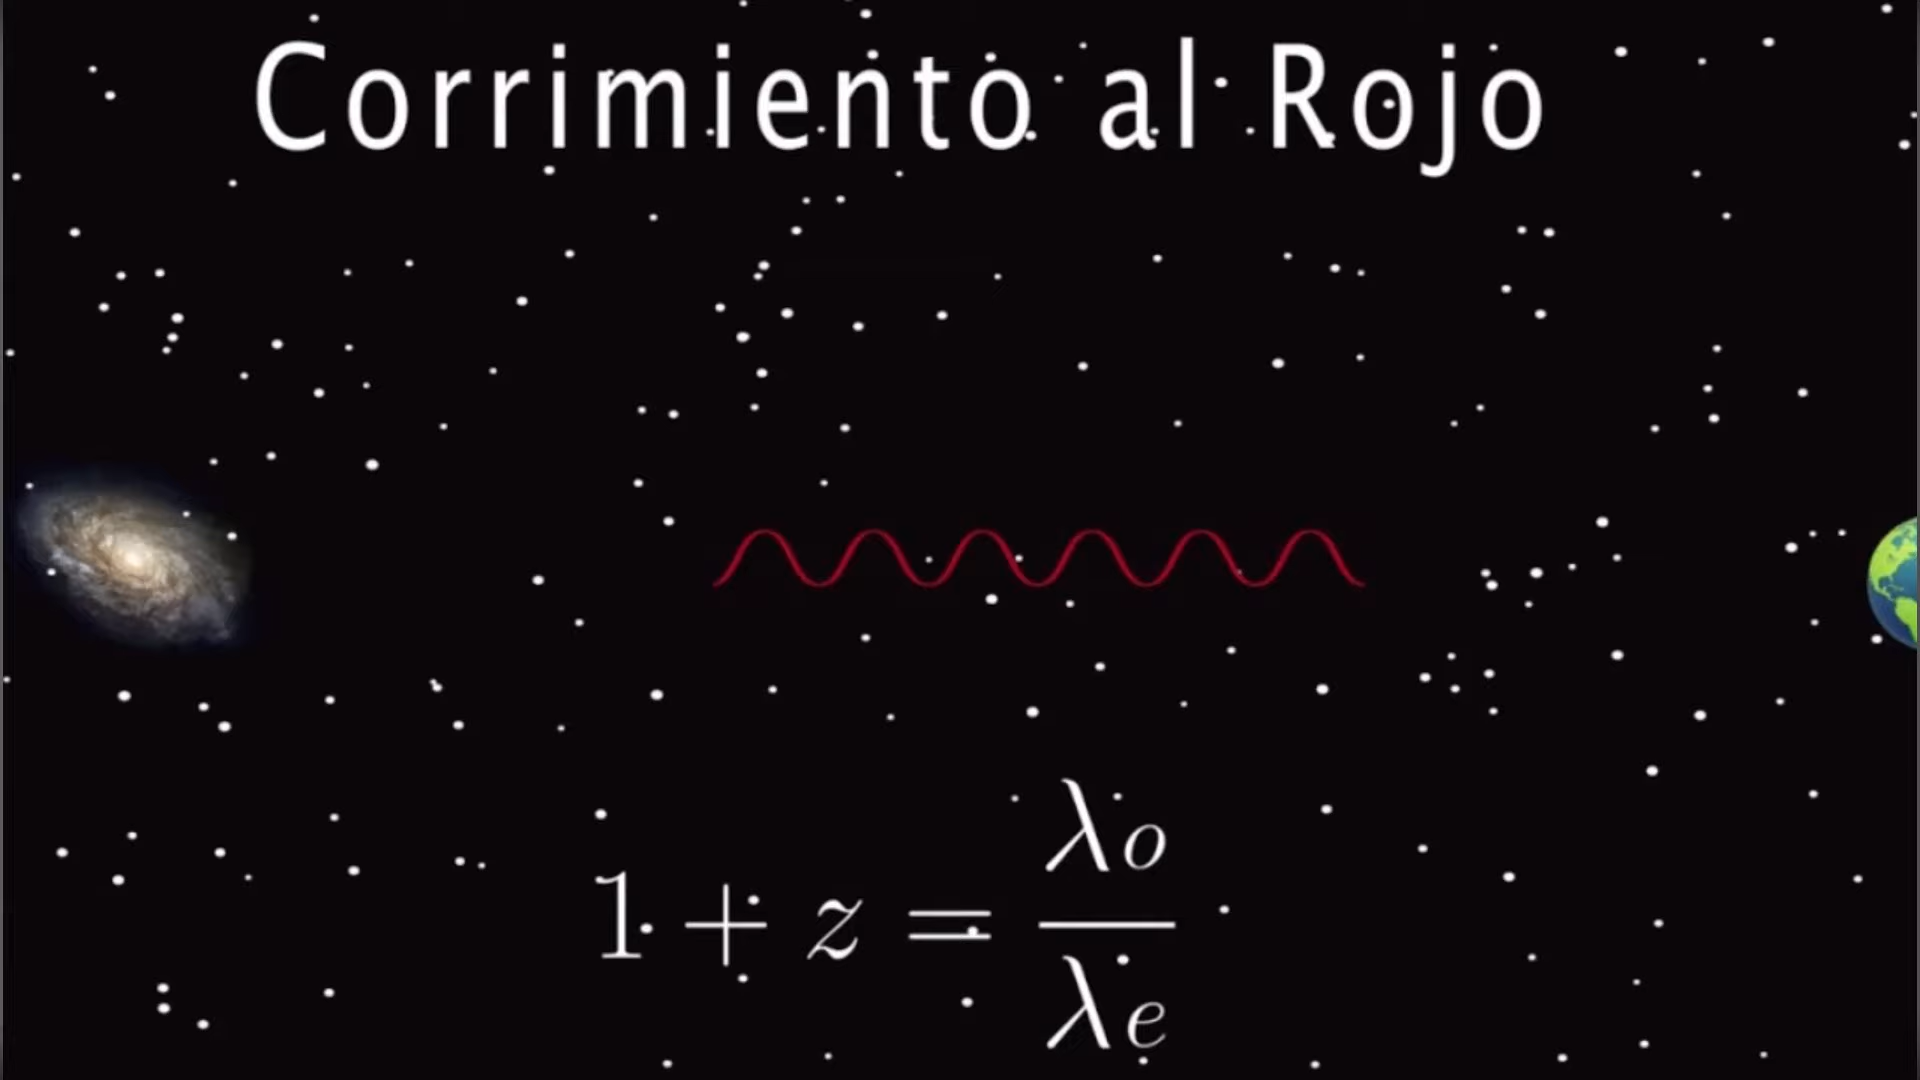 Corrimiento al Rojo
1 + z = λo / λe